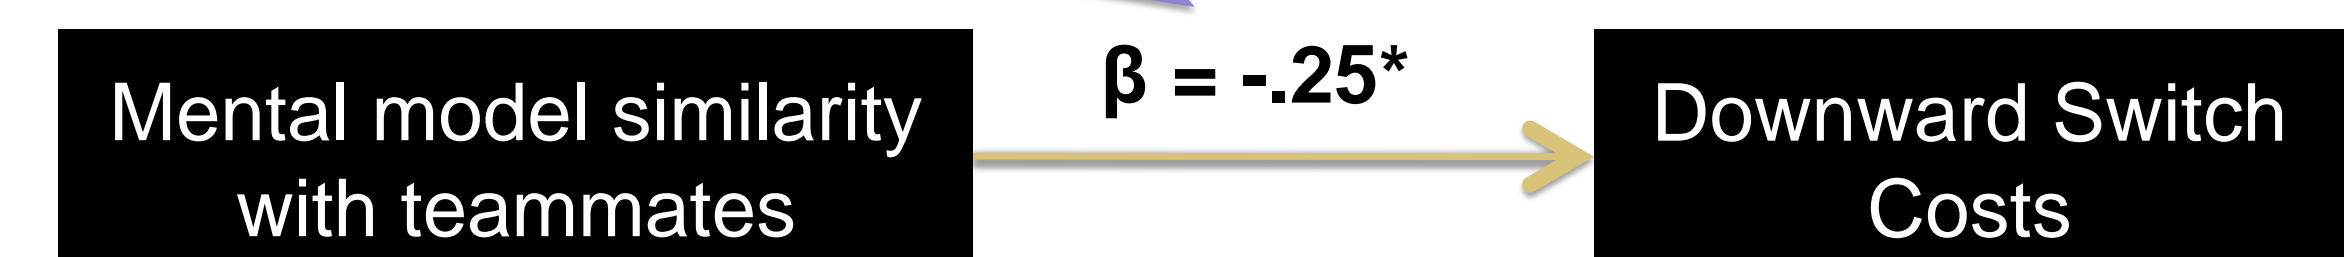 Mental model similarity
with teammates
β = -.25*
Downward Switch
Costs